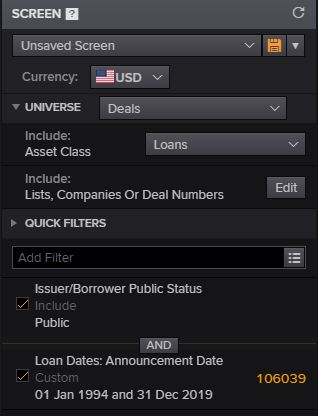 SCREEN ?
Unsaved Screen
Currency: USD
UNIVERSE Deals
Include:
Asset Class Loans
Include:
Lists, Companies Or Deal Numbers Edit
QUICK FILTERS
Add Filter
Issuer/Borrower Public Status
Include
Public
AND
Loan Dates: Announcement Date
Custom 106039
01 Jan 1994 and 31 Dec 2019